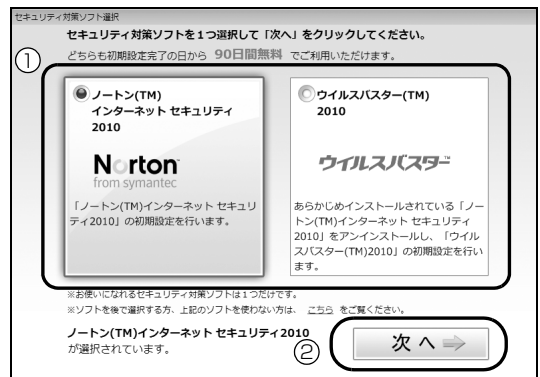 セキュリティ対策ソフト選択
セキュリティ対策ソフトを１つ選択して「次へ」をクリックしてください。
① どちらも初期設定完了の日から 90日間無料 でご利用いただけます。
ノートン(TM)
インターネット セキュリティ
2010
Norton
from symantec
「ノートン(TM)インターネット セキュリ
ティ2010」の初期設定を行います。
ウイルスバスター(TM)
2010
ウイルスバスター™
あらかじめインストールされている「ノー
トン(TM)インターネット セキュリティ
2010」をアンインストールし、「ウイル
スバスター(TM)2010」の初期設定を行い
ます。
※お使いになれるセキュリティ対策ソフトは１つだけです。
※ソフトを後で選択する方、上記のソフトを使わない方は、 こちら をご覧ください。
ノートン(TM)インターネット セキュリティ2010
が選択されています。
② 次 へ